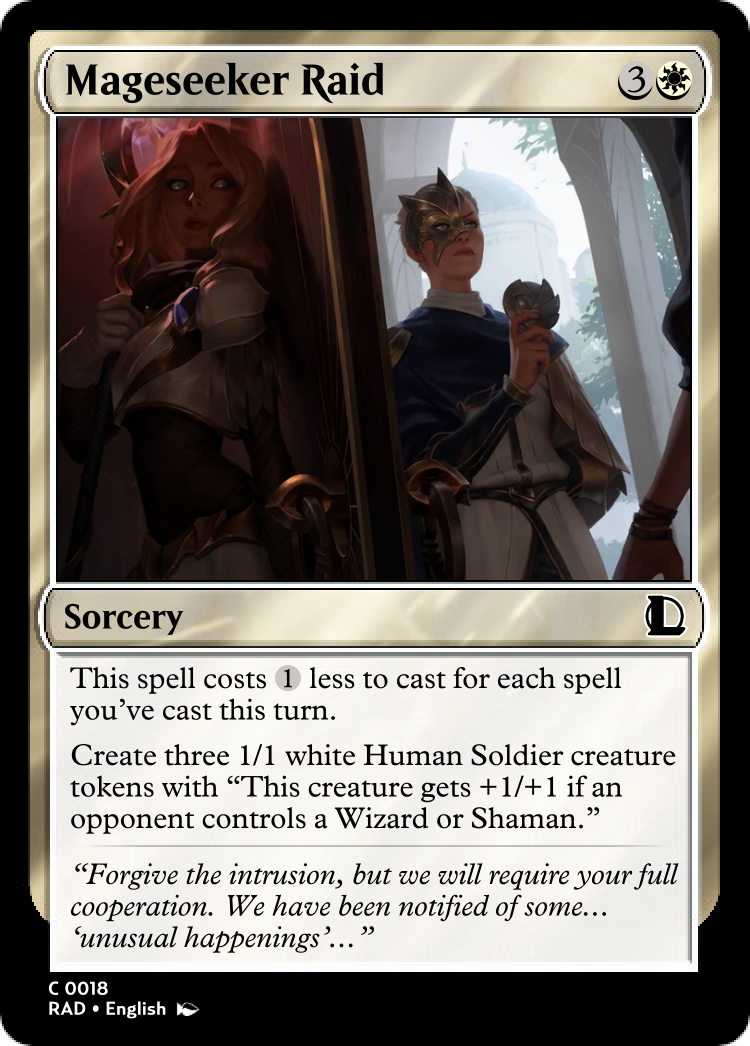 Mageseeker Raid 3
Sorcery
This spell costs 1 less to cast for each spell
you've cast this turn.
Create three 1/1 white Human Soldier creature
tokens with “This creature gets +1/+1 if an
opponent controls a Wizard or Shaman.”
“Forgive the intrusion, but we will require your full
cooperation. We have been notified of some…
‘unusual happenings’…”
C 0018
RAD • English